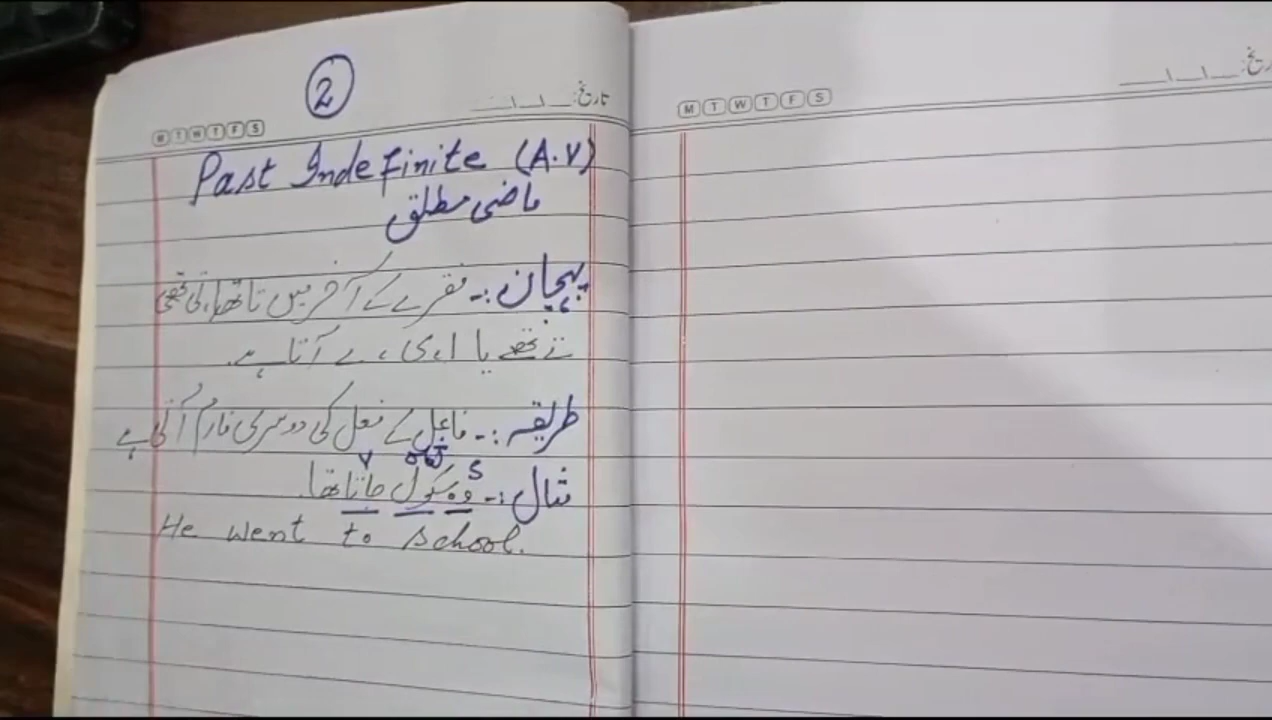 2
تاریخ:
M T W T F S
Past Indefinite (A.V)
ماضی مطلق
پہچان :- فقرے کے آخر میں تا تھا، تی تھی
تے تھے یا ا، ی، ے آتا ہے۔
طریقہ :- فاعل کے فعل کی دوسری فارم آتی ہے
S obj V
مثال :- وہ سکول جاتا تھا۔
He went to school.
تاریخ:
M T W T F S